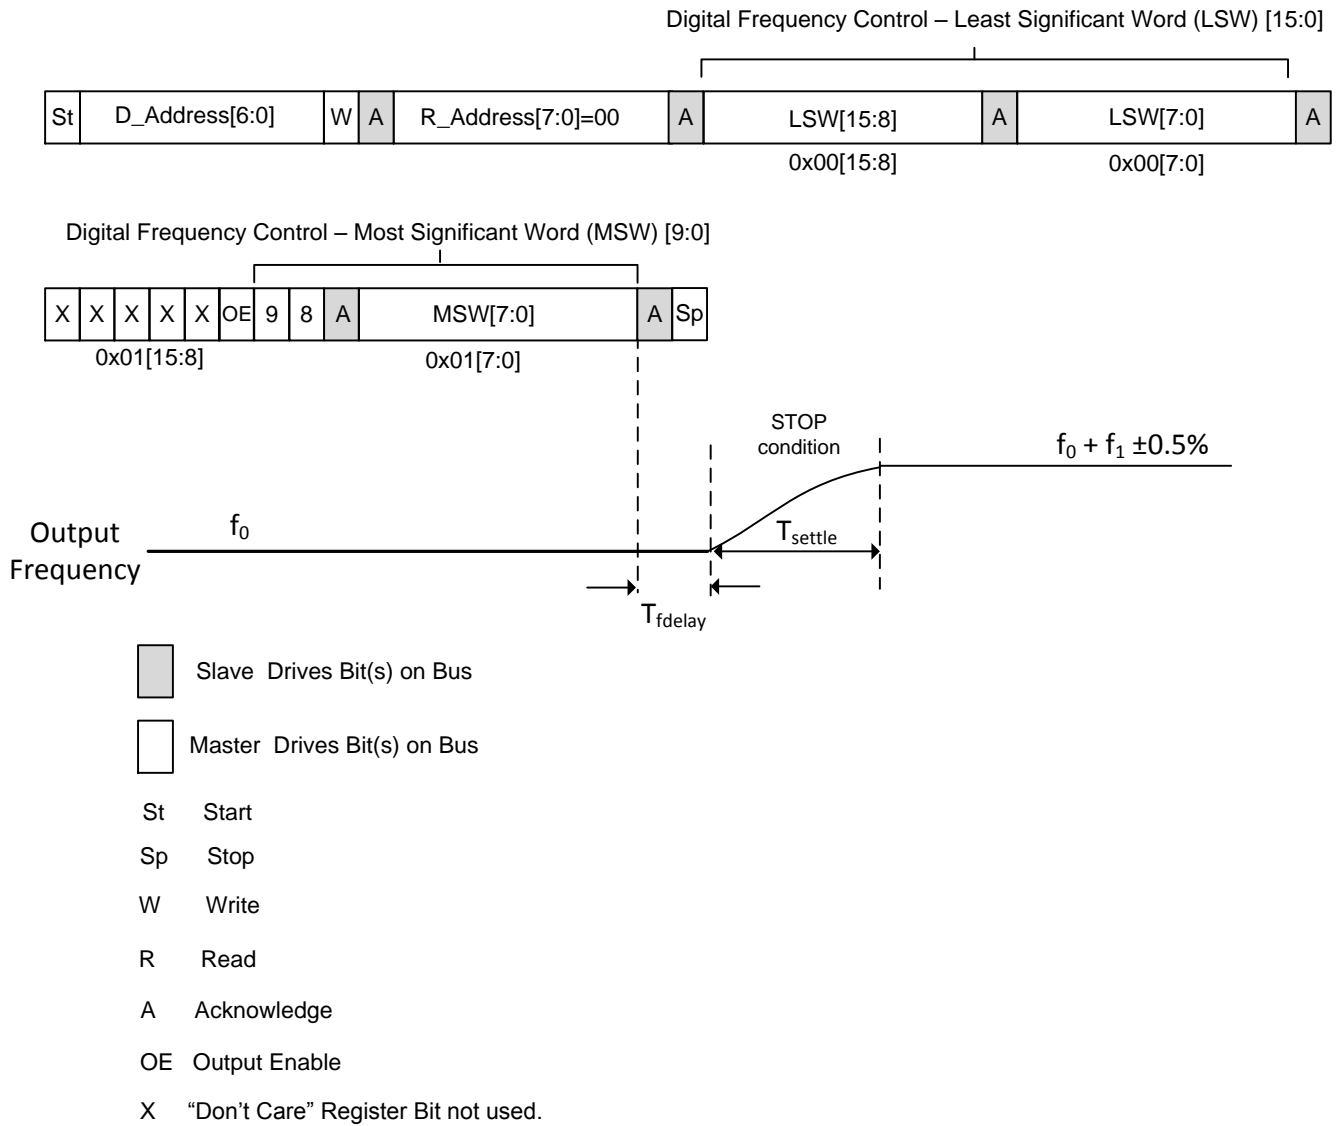 Digital Frequency Control – Least Significant Word (LSW) [15:0]
St D_Address[6:0] W A R_Address[7:0]=00 A LSW[15:8] A LSW[7:0] A
0x00[15:8] 0x00[7:0]
Digital Frequency Control – Most Significant Word (MSW) [9:0]
X X X X X OE 9 8 A MSW[7:0] A Sp
0x01[15:8] 0x01[7:0]
STOP
condition
f0 + f1 ±0.5%
f0
Output
Frequency
Tsettle
Tfdelay
Slave Drives Bit(s) on Bus
Master Drives Bit(s) on Bus
St Start
Sp Stop
W Write
R Read
A Acknowledge
OE Output Enable
X “Don’t Care” Register Bit not used.